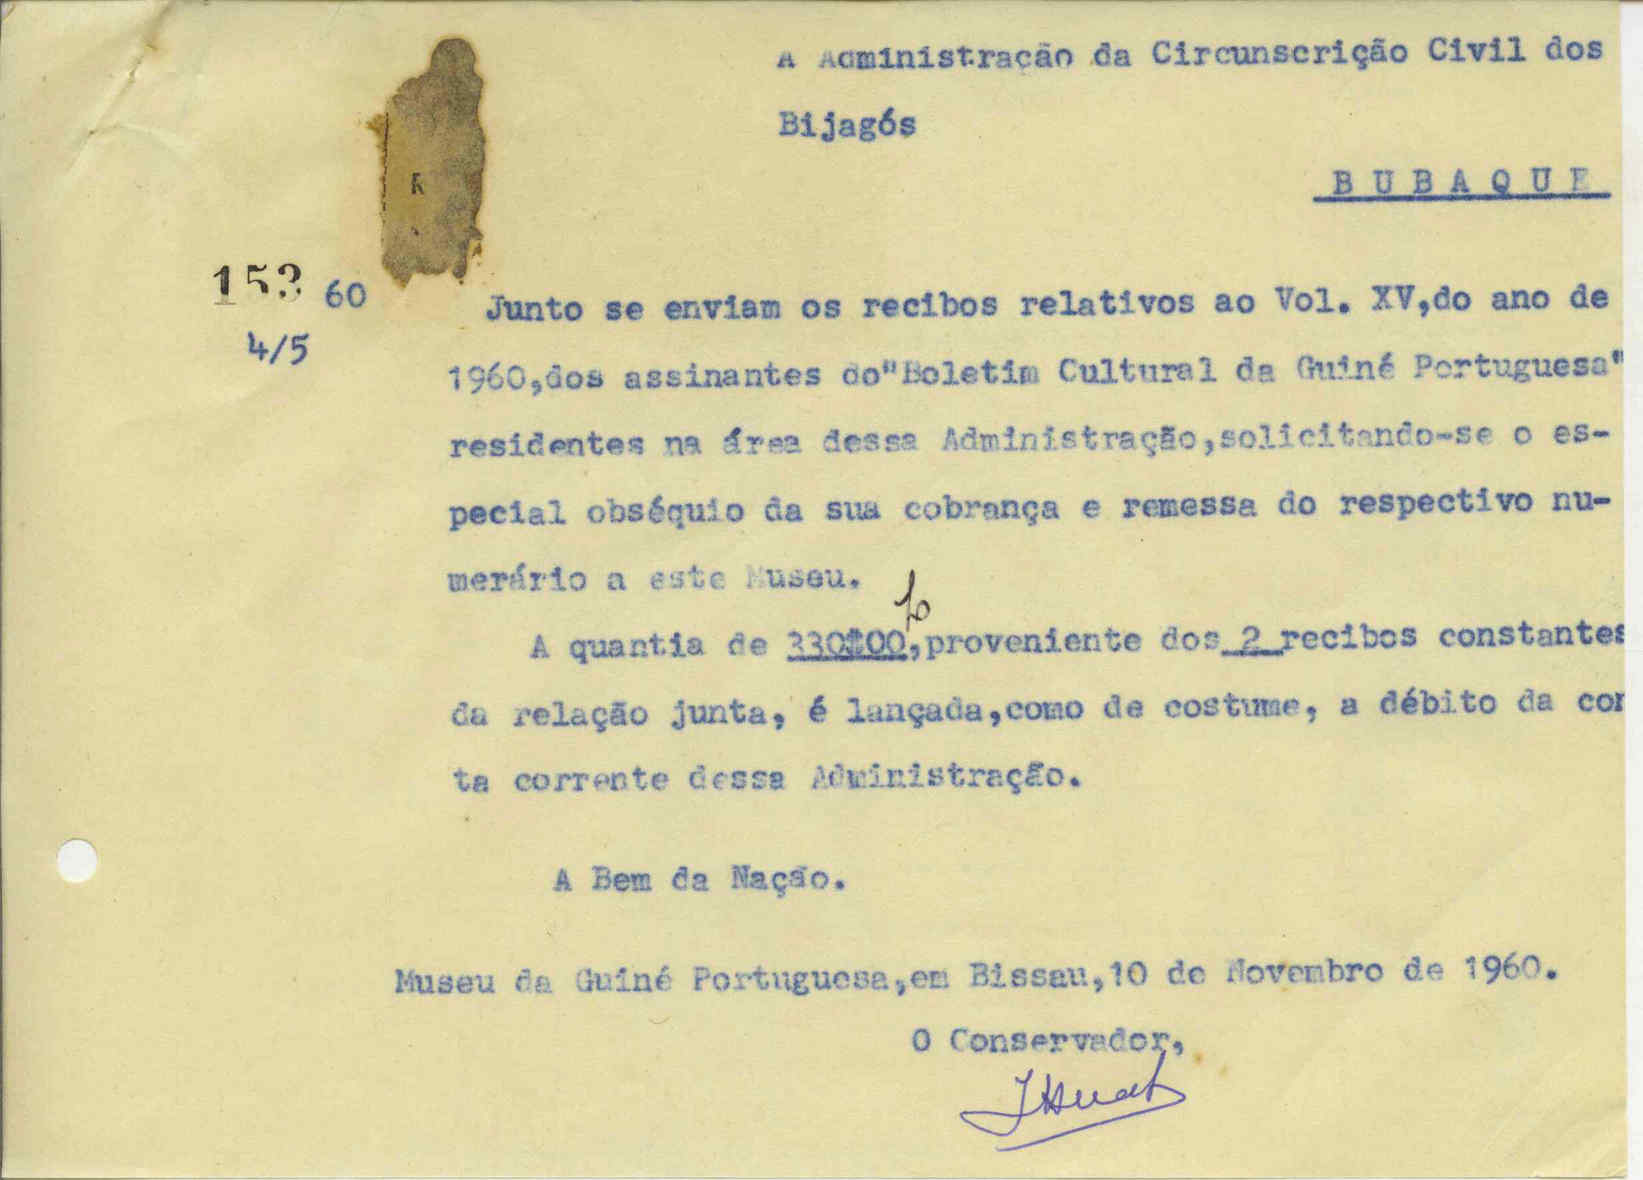 A Administração da Circunscrição Civil dos
Bijagós
B U B A Q U E
K
153 60
4/5
Junto se enviam os recibos relativos ao Vol. XV,do ano de
1960,dos assinantes do"Boletim Cultural da Guiné Portuguesa"
residentes na área dessa Administração,solicitando-se o es-
pecial obséquio da sua cobrança e remessa do respectivo nu-
merário a este Museu.
A quantia de 330$00,proveniente dos 2 recibos constantes
da relação junta, é lançada,como de costume, a débito da con
ta corrente dessa Administração.
A Bem da Nação.
Museu da Guiné Portuguesa,em Bissau,10 de Novembro de 1960.
O Conservador,